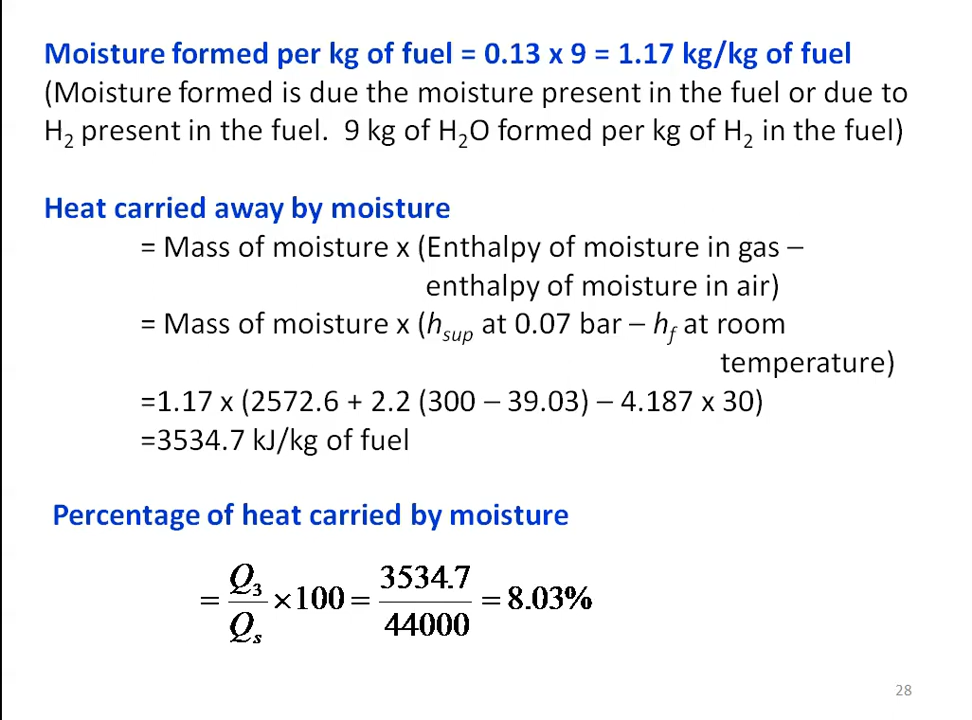 Moisture formed per kg of fuel = 0.13 x 9 = 1.17 kg/kg of fuel
(Moisture formed is due the moisture present in the fuel or due to
H₂ present in the fuel.  9 kg of H₂O formed per kg of H₂ in the fuel)
Heat carried away by moisture
= Mass of moisture x (Enthalpy of moisture in gas –
enthalpy of moisture in air)
= Mass of moisture x (h_sup at 0.07 bar – h_f at room
temperature)
=1.17 x (2572.6 + 2.2 (300 – 39.03) – 4.187 x 30)
=3534.7 kJ/kg of fuel
Percentage of heat carried by moisture
= Q₃/Qₛ × 100 = 3534.7/44000 = 8.03%
28